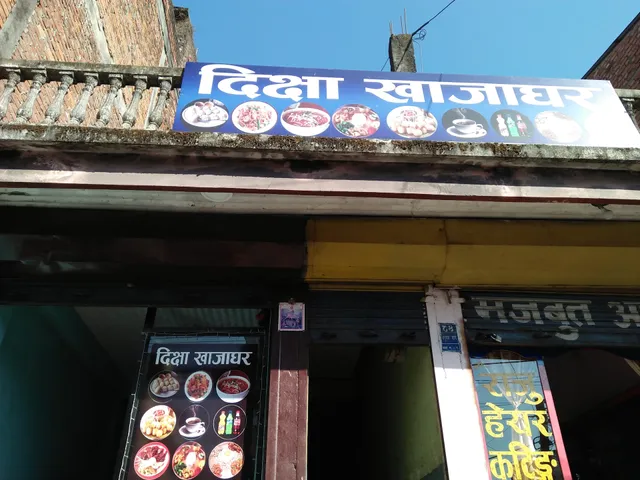 दिक्षा खाजाघर
दिक्षा खाजाघर
मजबुत
हेयर
कटिङ्ग